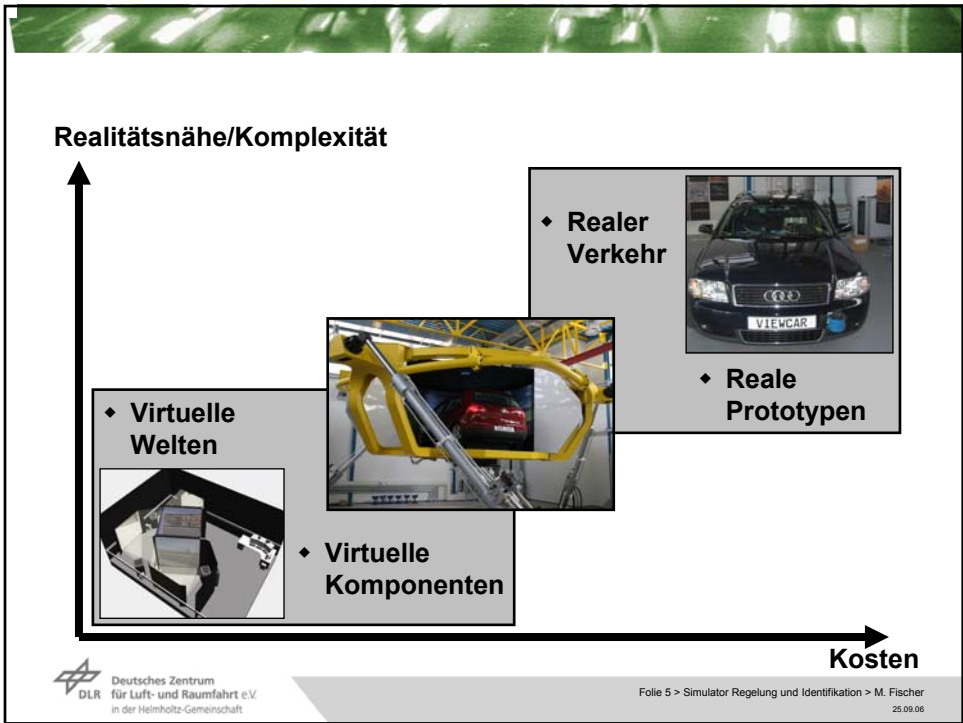 Realitätsnähe/Komplexität
◆ Realer
Verkehr
VIEWCAR
◆ Reale
Prototypen
◆ Virtuelle
Welten
◆ Virtuelle
Komponenten
Kosten
DLR
Deutsches Zentrum
für Luft- und Raumfahrt e.V.
in der Helmholtz-Gemeinschaft
Folie 5 > Simulator Regelung und Identifikation > M. Fischer
25.09.06